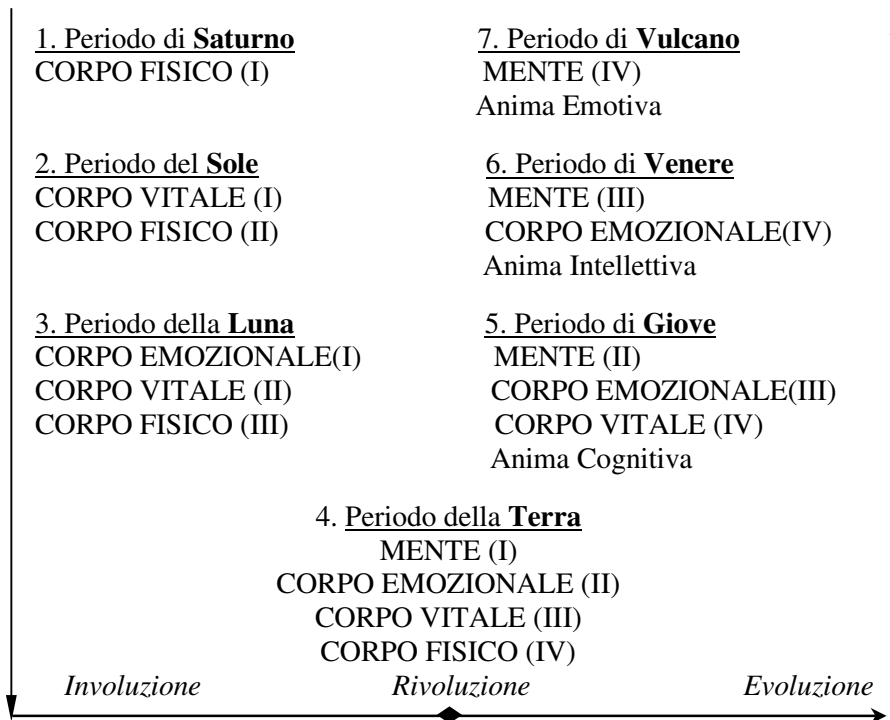 1. Periodo di Saturno
CORPO FISICO (I)
7. Periodo di Vulcano
MENTE (IV)
Anima Emotiva
2. Periodo del Sole
CORPO VITALE (I)
CORPO FISICO (II)
6. Periodo di Venere
MENTE (III)
CORPO EMOZIONALE(IV)
Anima Intellettiva
3. Periodo della Luna
CORPO EMOZIONALE(I)
CORPO VITALE (II)
CORPO FISICO (III)
5. Periodo di Giove
MENTE (II)
CORPO EMOZIONALE(III)
CORPO VITALE (IV)
Anima Cognitiva
4. Periodo della Terra
MENTE (I)
CORPO EMOZIONALE (II)
CORPO VITALE (III)
CORPO FISICO (IV)
Involuzione Rivoluzione Evoluzione